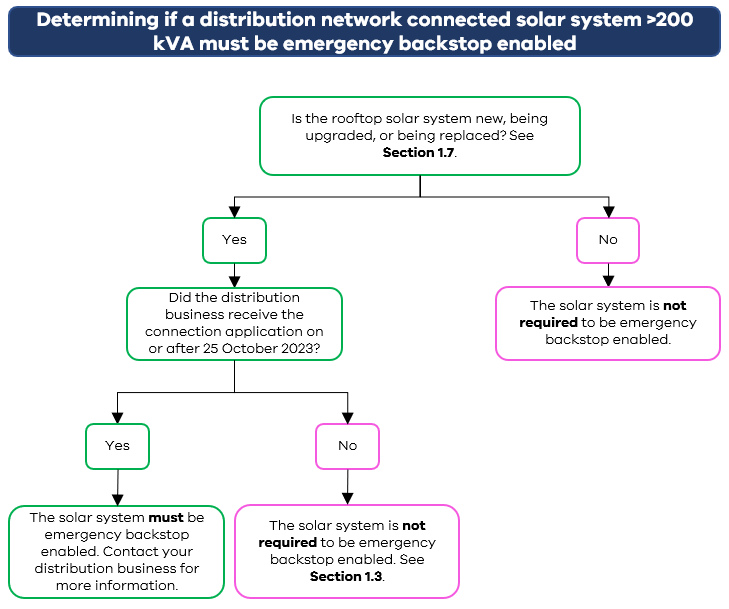 Determining if a distribution network connected solar system >200
kVA must be emergency backstop enabled
Is the rooftop solar system new, being
upgraded, or being replaced? See
Section 1.7.
Yes
No
Did the distribution
business receive the
connection application on
or after 25 October 2023?
The solar system is not
required to be emergency
backstop enabled.
Yes
No
The solar system must be
emergency backstop
enabled. Contact your
distribution business for
more information.
The solar system is not
required to be emergency
backstop enabled. See
Section 1.3.